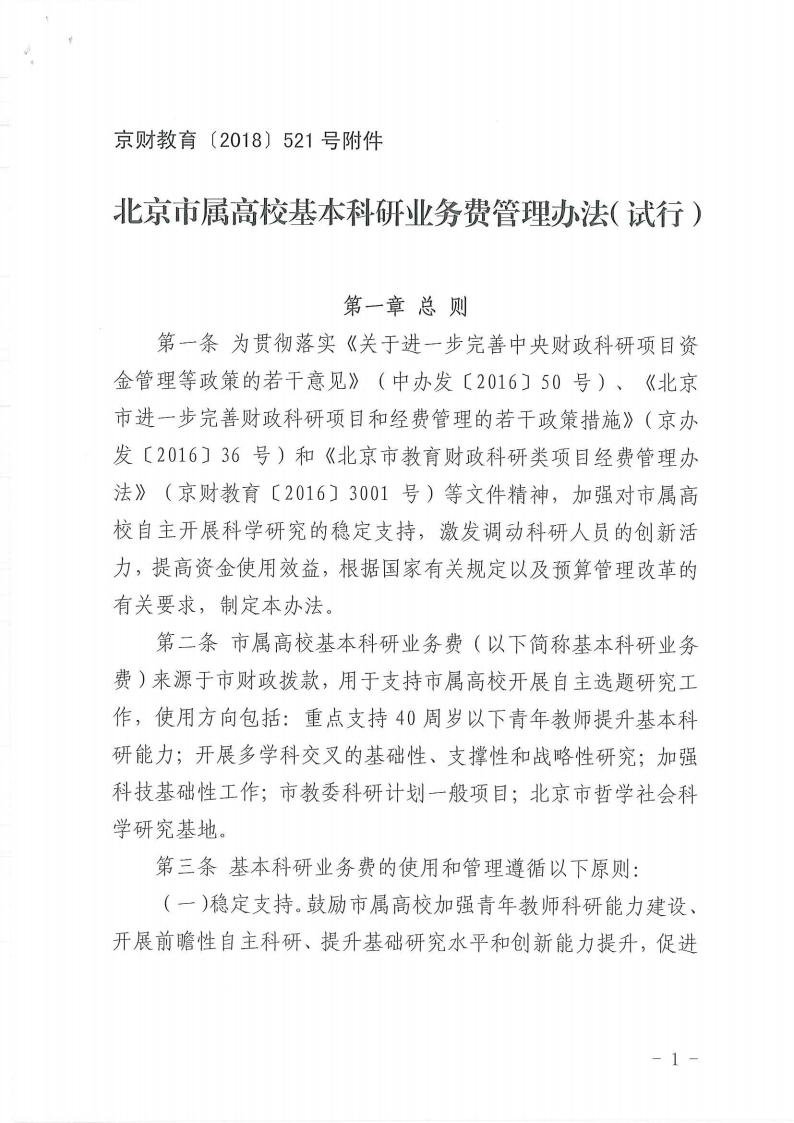 京财教育〔2018〕521号附件
北京市属高校基本科研业务费管理办法(试行)
第一章 总 则
第一条 为贯彻落实《关于进一步完善中央财政科研项目资
金管理等政策的若干意见》（中办发〔2016〕50 号）、《北京
市进一步完善财政科研项目和经费管理的若干政策措施》（京办
发〔2016〕36 号）和《北京市教育财政科研类项目经费管理办
法》（京财教育〔2016〕3001 号）等文件精神，加强对市属高
校自主开展科学研究的稳定支持，激发调动科研人员的创新活
力，提高资金使用效益，根据国家有关规定以及预算管理改革的
有关要求，制定本办法。
第二条 市属高校基本科研业务费（以下简称基本科研业务
费）来源于市财政拨款，用于支持市属高校开展自主选题研究工
作，使用方向包括：重点支持 40 周岁以下青年教师提升基本科
研能力；开展多学科交叉的基础性、支撑性和战略性研究；加强
科技基础性工作；市教委科研计划一般项目；北京市哲学社会科
学研究基地。
第三条 基本科研业务费的使用和管理遵循以下原则：
（一）稳定支持。鼓励市属高校加强青年教师科研能力建设、
开展前瞻性自主科研、提升基础研究水平和创新能力提升，促进
- 1 -